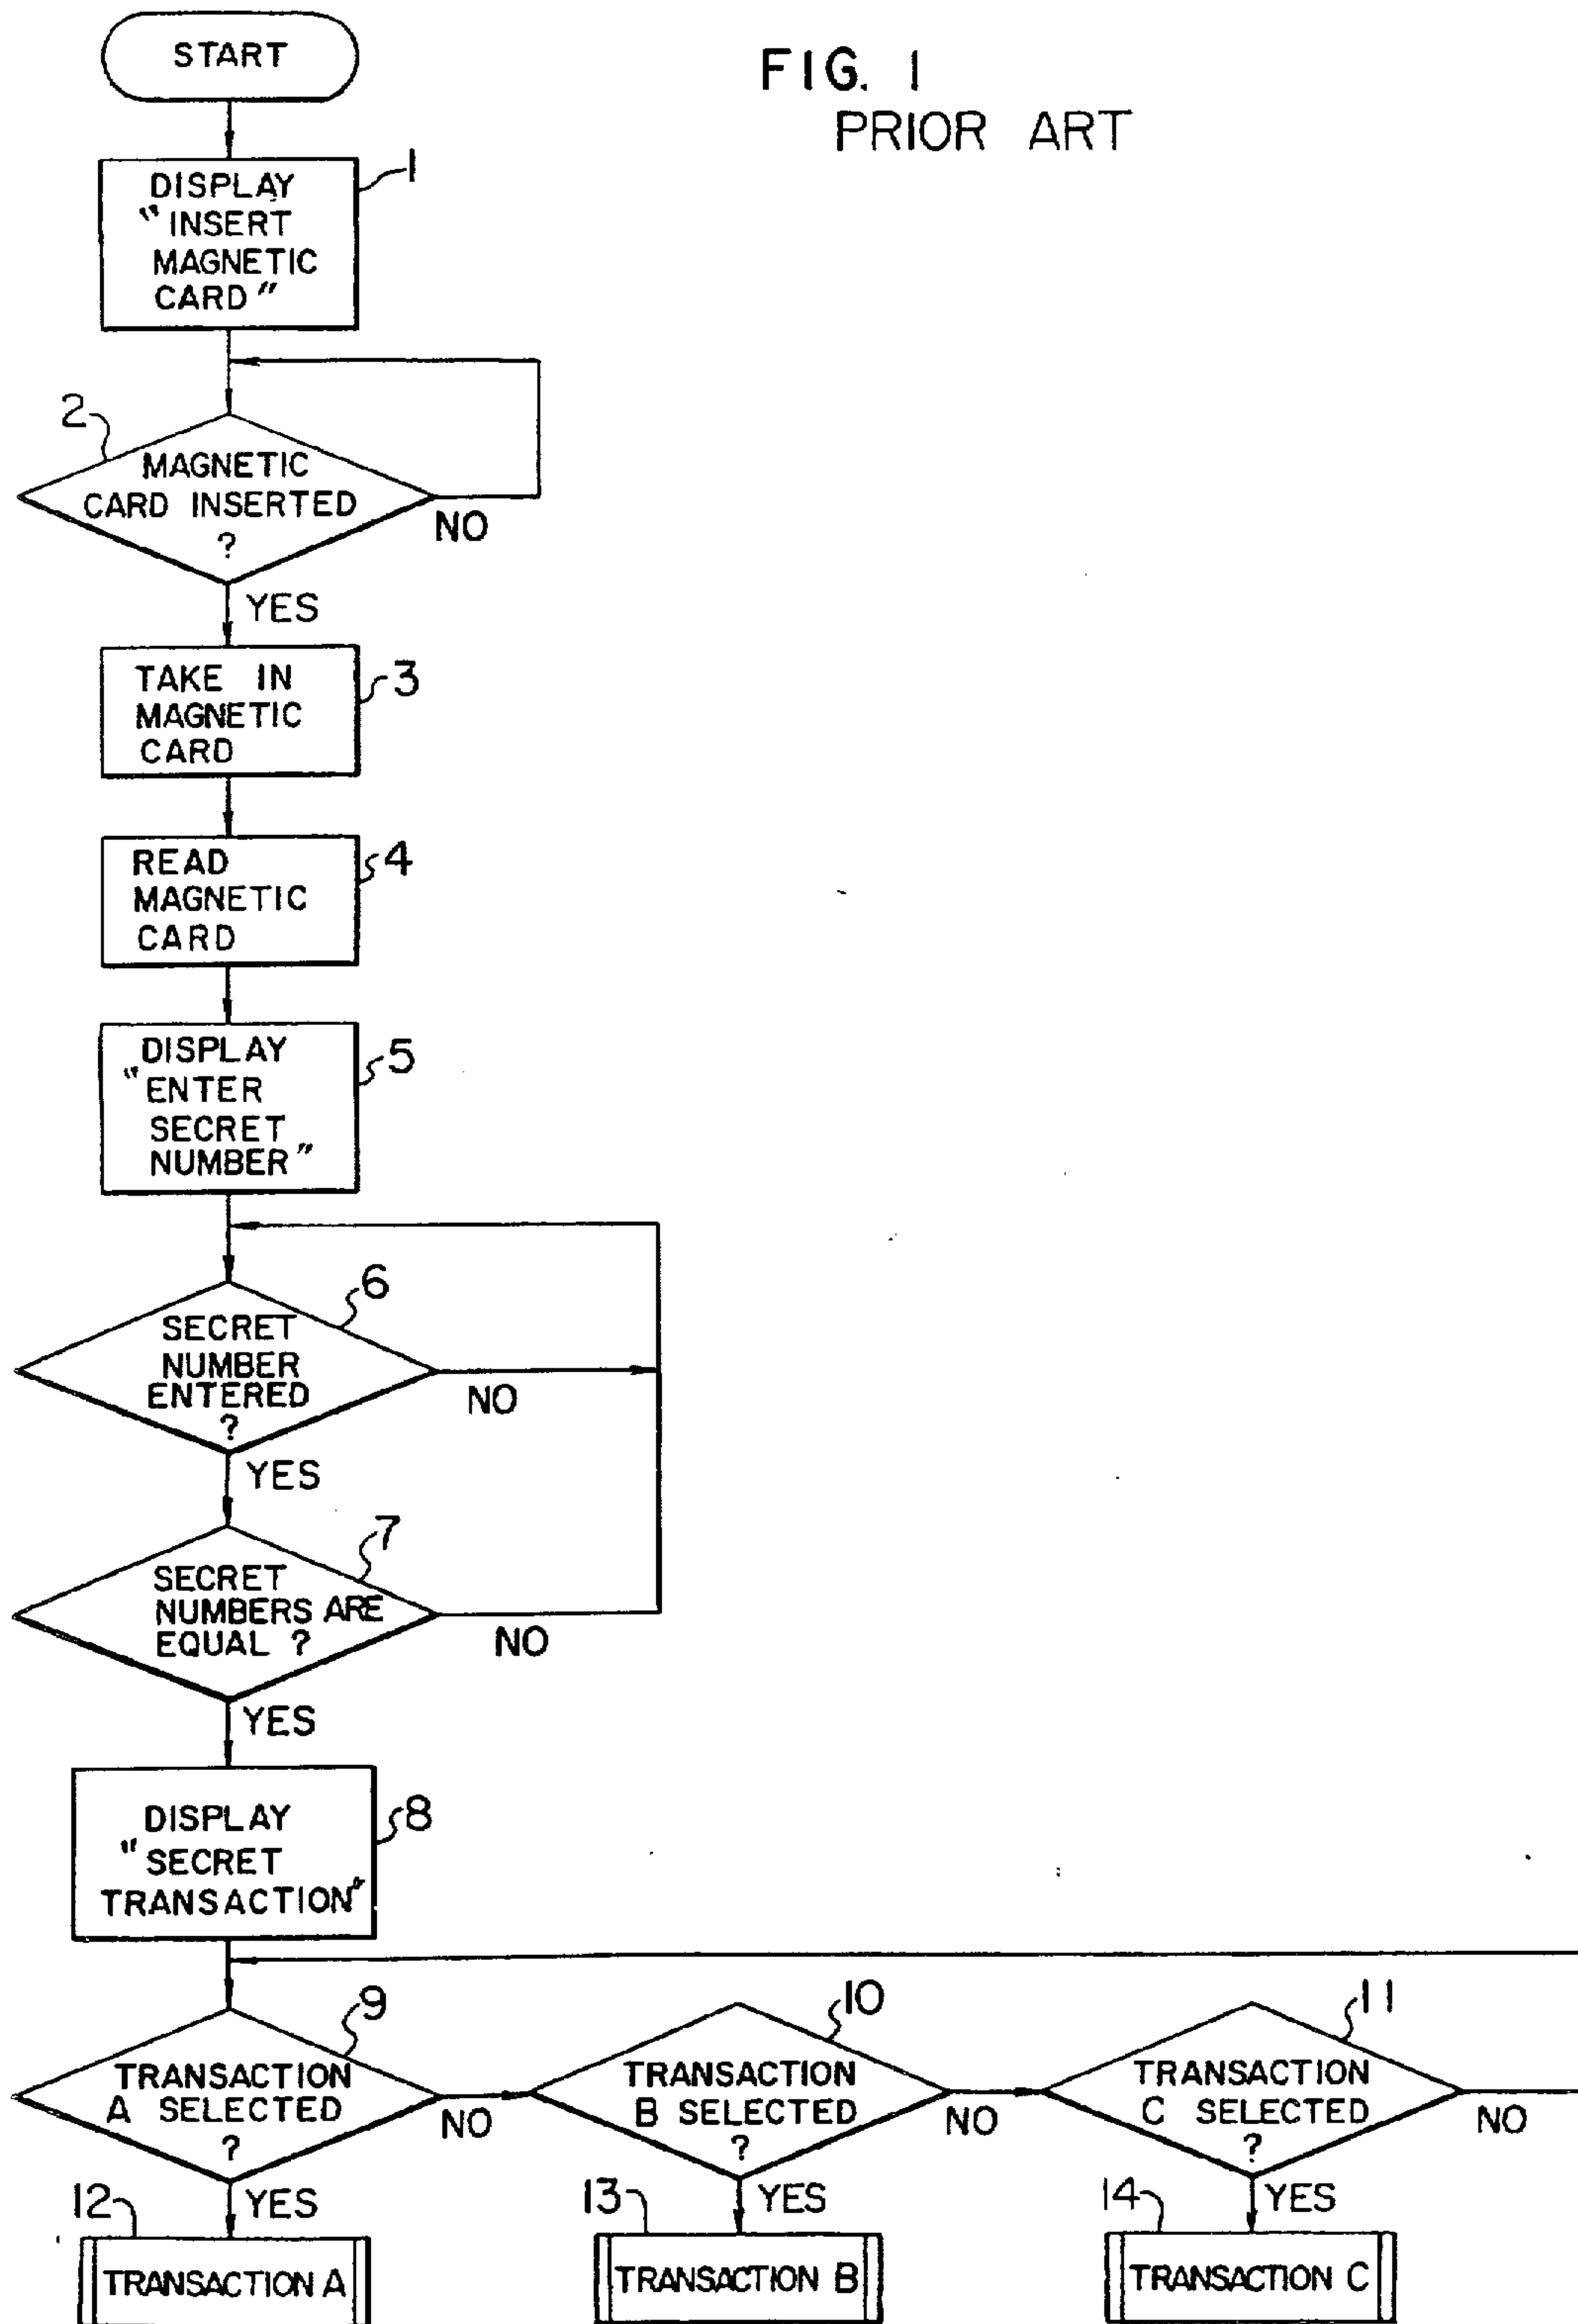 FIG. 1
PRIOR ART
START
1
DISPLAY
"INSERT
MAGNETIC
CARD"
2
MAGNETIC
CARD INSERTED
?
NO
YES
TAKE IN
MAGNETIC
CARD
3
READ
MAGNETIC
CARD
4
DISPLAY
"ENTER
SECRET
NUMBER"
5
6
SECRET
NUMBER
ENTERED
?
NO
YES
7
SECRET
NUMBERS ARE
EQUAL ?
NO
YES
DISPLAY
"SECRET
TRANSACTION"
8
9
TRANSACTION
A SELECTED
?
NO
YES
10
TRANSACTION
B SELECTED
?
NO
YES
11
TRANSACTION
C SELECTED
?
NO
YES
12
TRANSACTION A
13
TRANSACTION B
14
TRANSACTION C